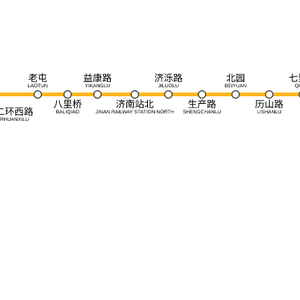 老屯
LAOTUN
益康路
YIKANGLU
济泺路
JILUOLU
北园
BEIYUAN
二环西路
RHUANXILU
八里桥
BALIQIAO
济南站北
JINAN RAILWAY STATION NORTH
生产路
SHENGCHANLU
历山路
LISHANLU